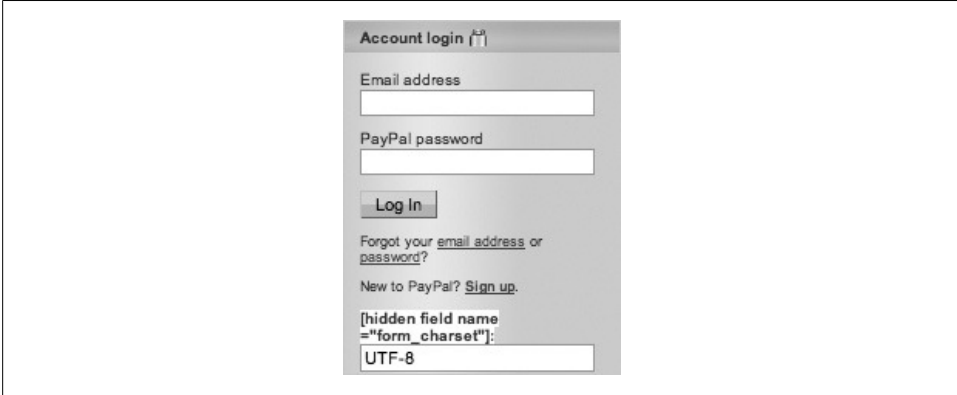 Account login
Email address
PayPal password
Log In
Forgot your email address or
password?
New to PayPal? Sign up.
[hidden field name
="form_charset"]:
UTF-8